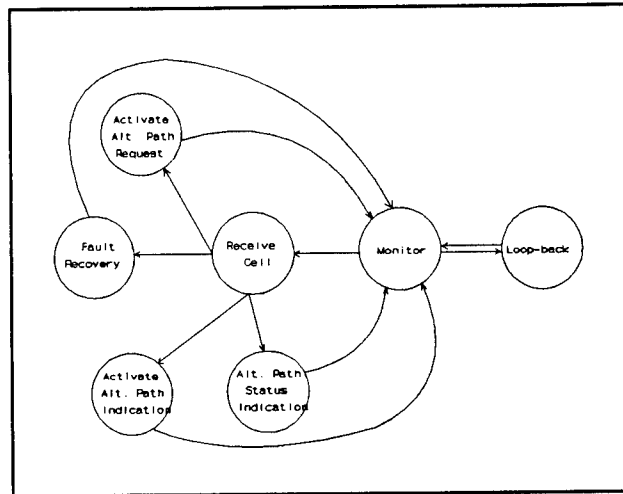 Activate
Alt. Path
Request
Fault
Recovery
Receive
Cell
Monitor
Loop-back
Activate
Alt. Path
Indication
Alt. Path
Status
Indication